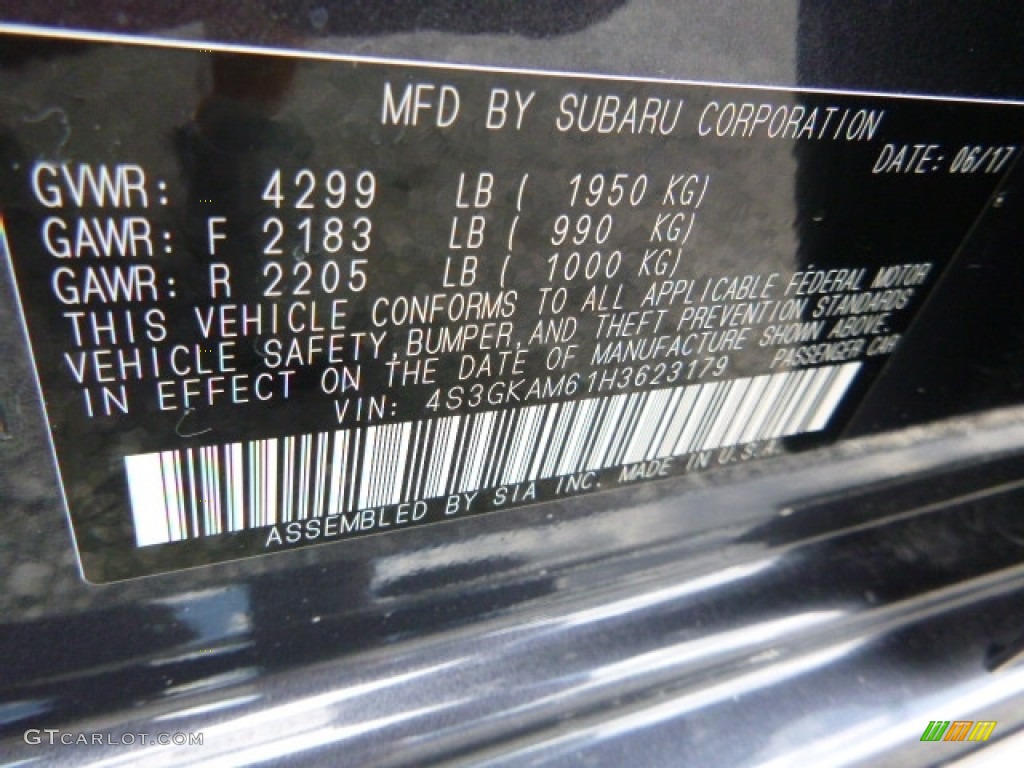 MFD BY SUBARU CORPORATION
DATE: 06/17
GVWR: 4299 LB ( 1950 KG)
GAWR: F 2183 LB ( 990 KG)
GAWR: R 2205 LB ( 1000 KG)
THIS VEHICLE CONFORMS TO ALL APPLICABLE FEDERAL MOTOR
VEHICLE SAFETY, BUMPER, AND THEFT PREVENTION STANDARDS
IN EFFECT ON THE DATE OF MANUFACTURE SHOWN ABOVE.
VIN: 4S3GKAM61H3623179 PASSENGER CAR
ASSEMBLED BY SIA INC. MADE IN U.S.A.
GTCARLOT.COM